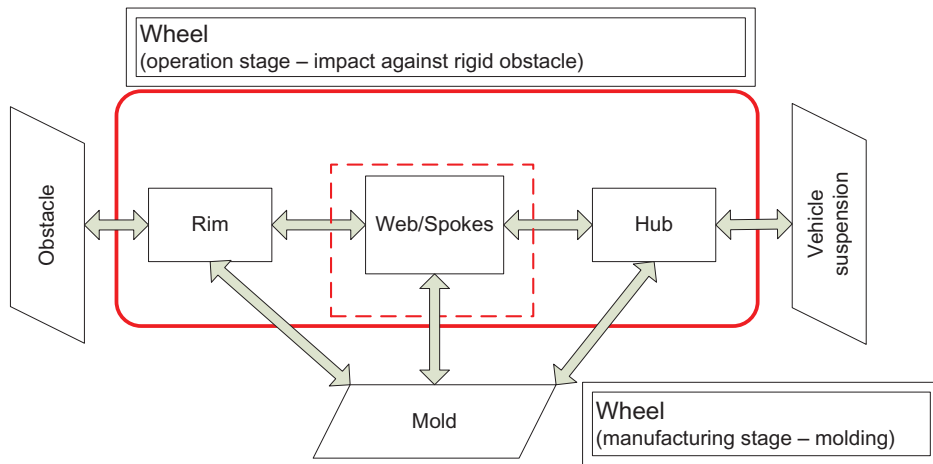 Wheel
(operation stage – impact against rigid obstacle)
Obstacle
Rim
Web/Spokes
Hub
Vehicle
suspension
Mold
Wheel
(manufacturing stage – molding)